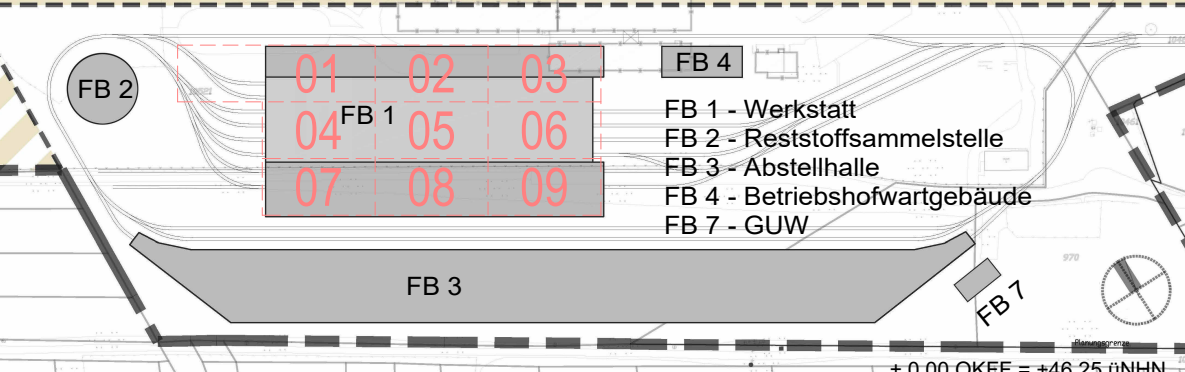 01 02 03
FB 4
FB 2
FB 1
04 05 06
07 08 09
FB 1 - Werkstatt
FB 2 - Reststoffsammelstelle
FB 3 - Abstellhalle
FB 4 - Betriebshofwartgebäude
FB 7 - GUW
FB 3
970
FB 7
Planungsgrenze
± 0,00 OKFF = +46,25 üNHN